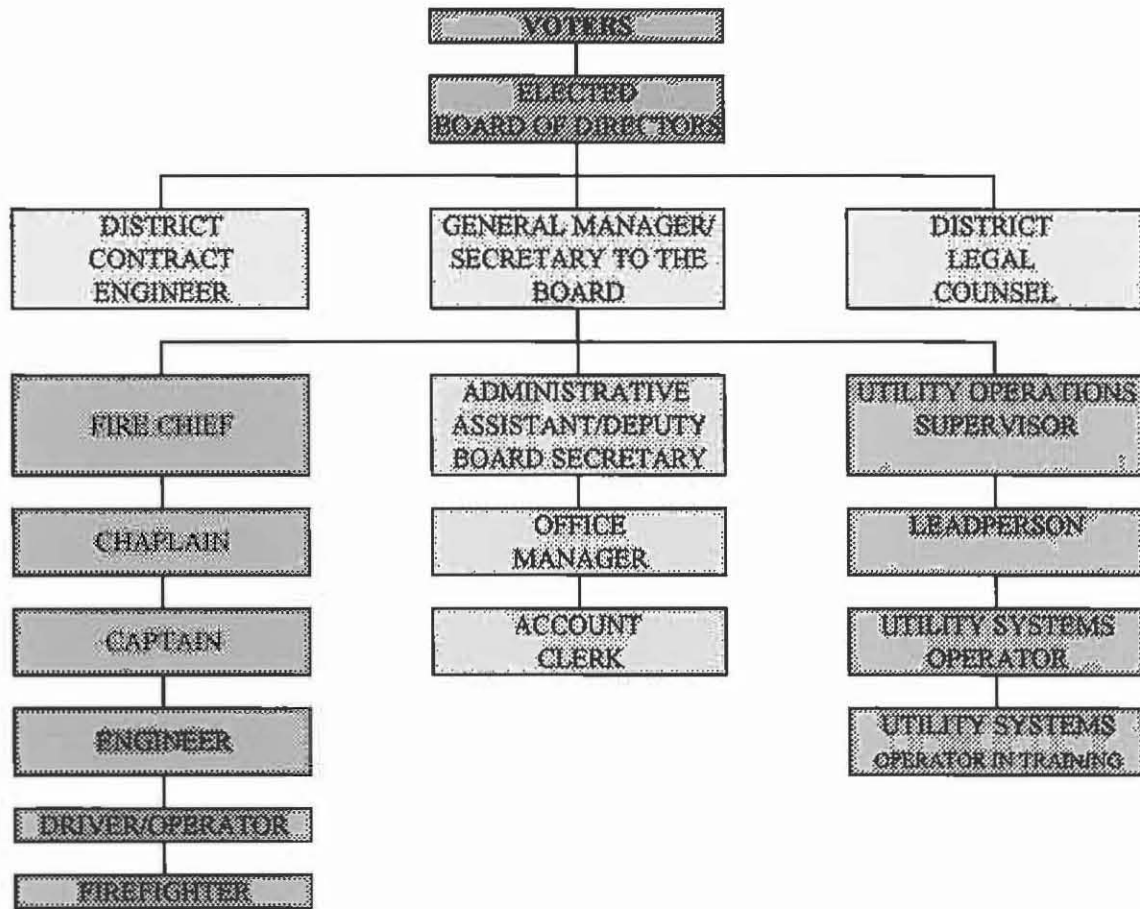 VOTERS
ELECTED
BOARD OF DIRECTORS
DISTRICT
CONTRACT
ENGINEER
GENERAL MANAGER/
SECRETARY TO THE
BOARD
DISTRICT
LEGAL
COUNSEL
FIRE CHIEF
ADMINISTRATIVE
ASSISTANT/DEPUTY
BOARD SECRETARY
UTILITY OPERATIONS
SUPERVISOR
CHAPLAIN
OFFICE
MANAGER
LEADPERSON
CAPTAIN
ACCOUNT
CLERK
UTILITY SYSTEMS
OPERATOR
ENGINEER
UTILITY SYSTEMS
OPERATOR IN TRAINING
DRIVER/OPERATOR
FIREFIGHTER